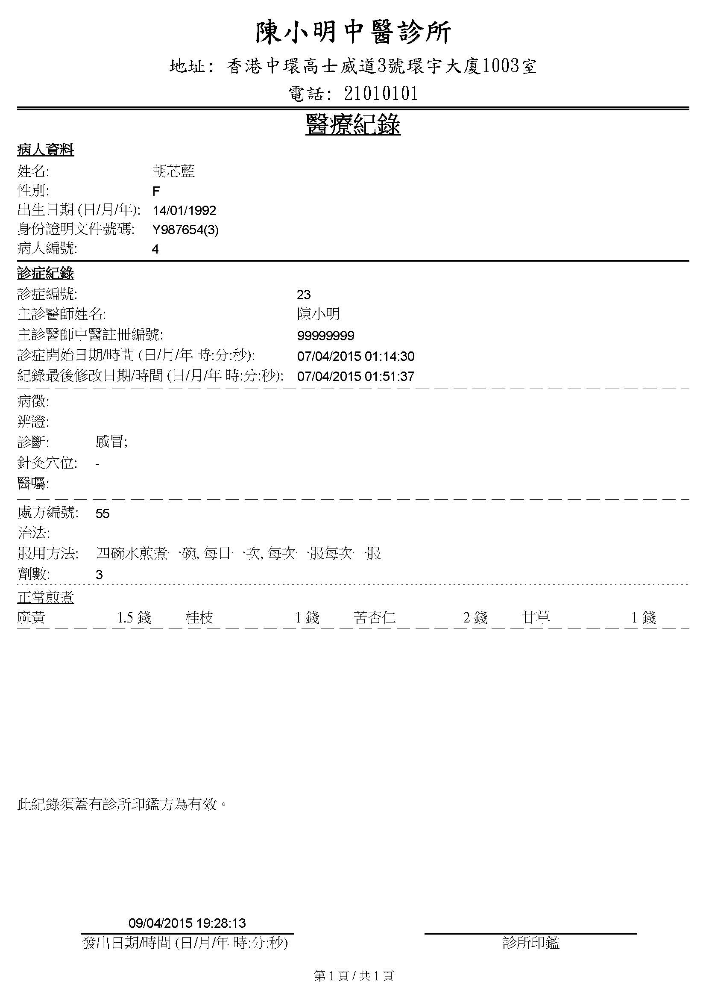 陳小明中醫診所
地址: 香港中環高士威道3號環宇大廈1003室
電話: 21010101
醫療紀錄
病人資料
姓名: 胡芯藍
性別: F
出生日期 (日/月/年): 14/01/1992
身份證明文件號碼: Y987654(3)
病人編號: 4
診症紀錄
診症編號: 23
主診醫師姓名: 陳小明
主診醫師中醫註冊編號: 99999999
診症開始日期/時間 (日/月/年 時:分:秒): 07/04/2015 01:14:30
紀錄最後修改日期/時間 (日/月/年 時:分:秒): 07/04/2015 01:51:37
病徵:
辨證:
診斷: 感冒;
針灸穴位: -
醫囑:
處方編號: 55
治法:
服用方法: 四碗水煎煮一碗, 每日一次, 每次一服每次一服
劑數: 3
正常煎煮
麻黃 1.5 錢 桂枝 1 錢 苦杏仁 2 錢 甘草 1 錢
此紀錄須蓋有診所印鑑方為有效。
09/04/2015 19:28:13
發出日期/時間 (日/月/年 時:分:秒) 診所印鑑
第 1 頁 / 共 1 頁